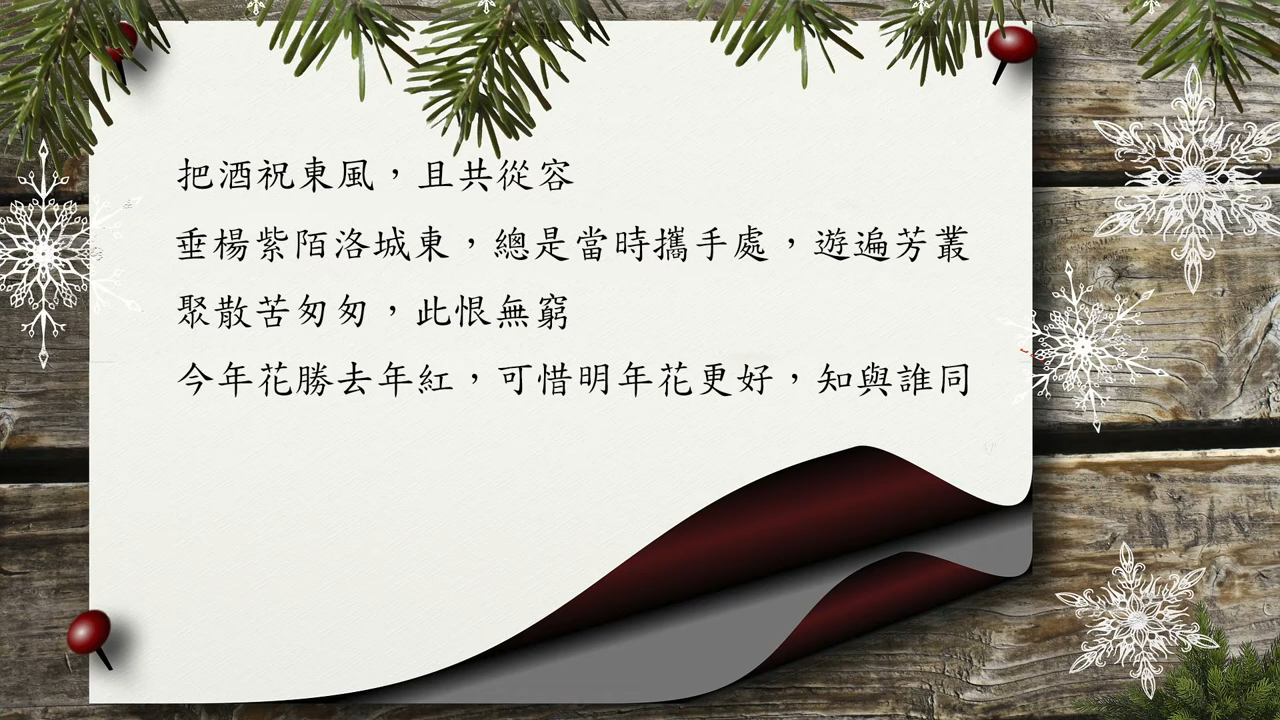 把酒祝東風，且共從容
垂楊紫陌洛城東，總是當時攜手處，遊遍芳叢
聚散苦匆匆，此恨無窮
今年花勝去年紅，可惜明年花更好，知與誰同